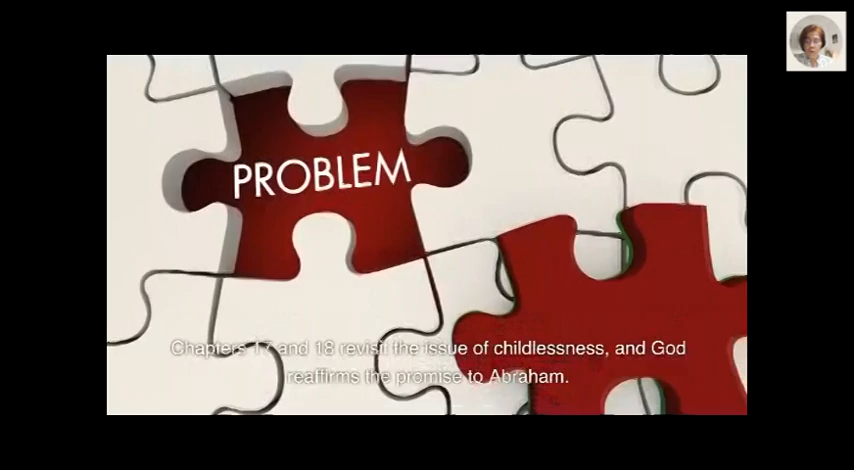 PROBLEM
Chapters 17 and 18 revisit the issue of childlessness, and God
reaffirms the promise to Abraham.